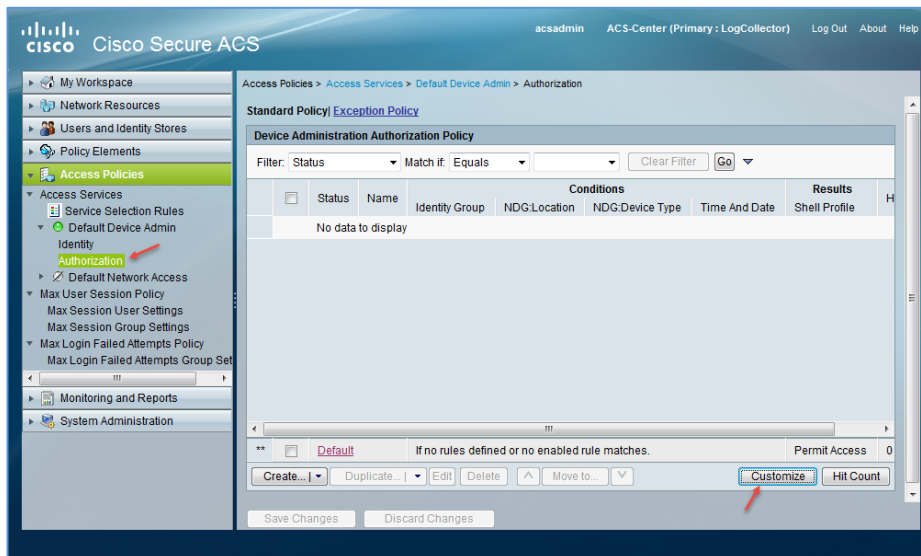 cisco Cisco Secure ACS
acsadmin ACS-Center (Primary : LogCollector) Log Out About Help
My Workspace
Network Resources
Users and Identity Stores
Policy Elements
Access Policies
Access Services
Service Selection Rules
Default Device Admin
Identity
Authorization
Default Network Access
Max User Session Policy
Max Session User Settings
Max Session Group Settings
Max Login Failed Attempts Policy
Max Login Failed Attempts Group Set
Monitoring and Reports
System Administration
Access Policies > Access Services > Default Device Admin > Authorization
Standard Policy| Exception Policy
Device Administration Authorization Policy
Filter: Status Match if: Equals Clear Filter Go
Conditions Results
Status Name Identity Group NDG:Location NDG:Device Type Time And Date Shell Profile H
No data to display
** Default If no rules defined or no enabled rule matches. Permit Access 0
Create... | Duplicate... | Edit Delete Move to... Customize Hit Count
Save Changes Discard Changes